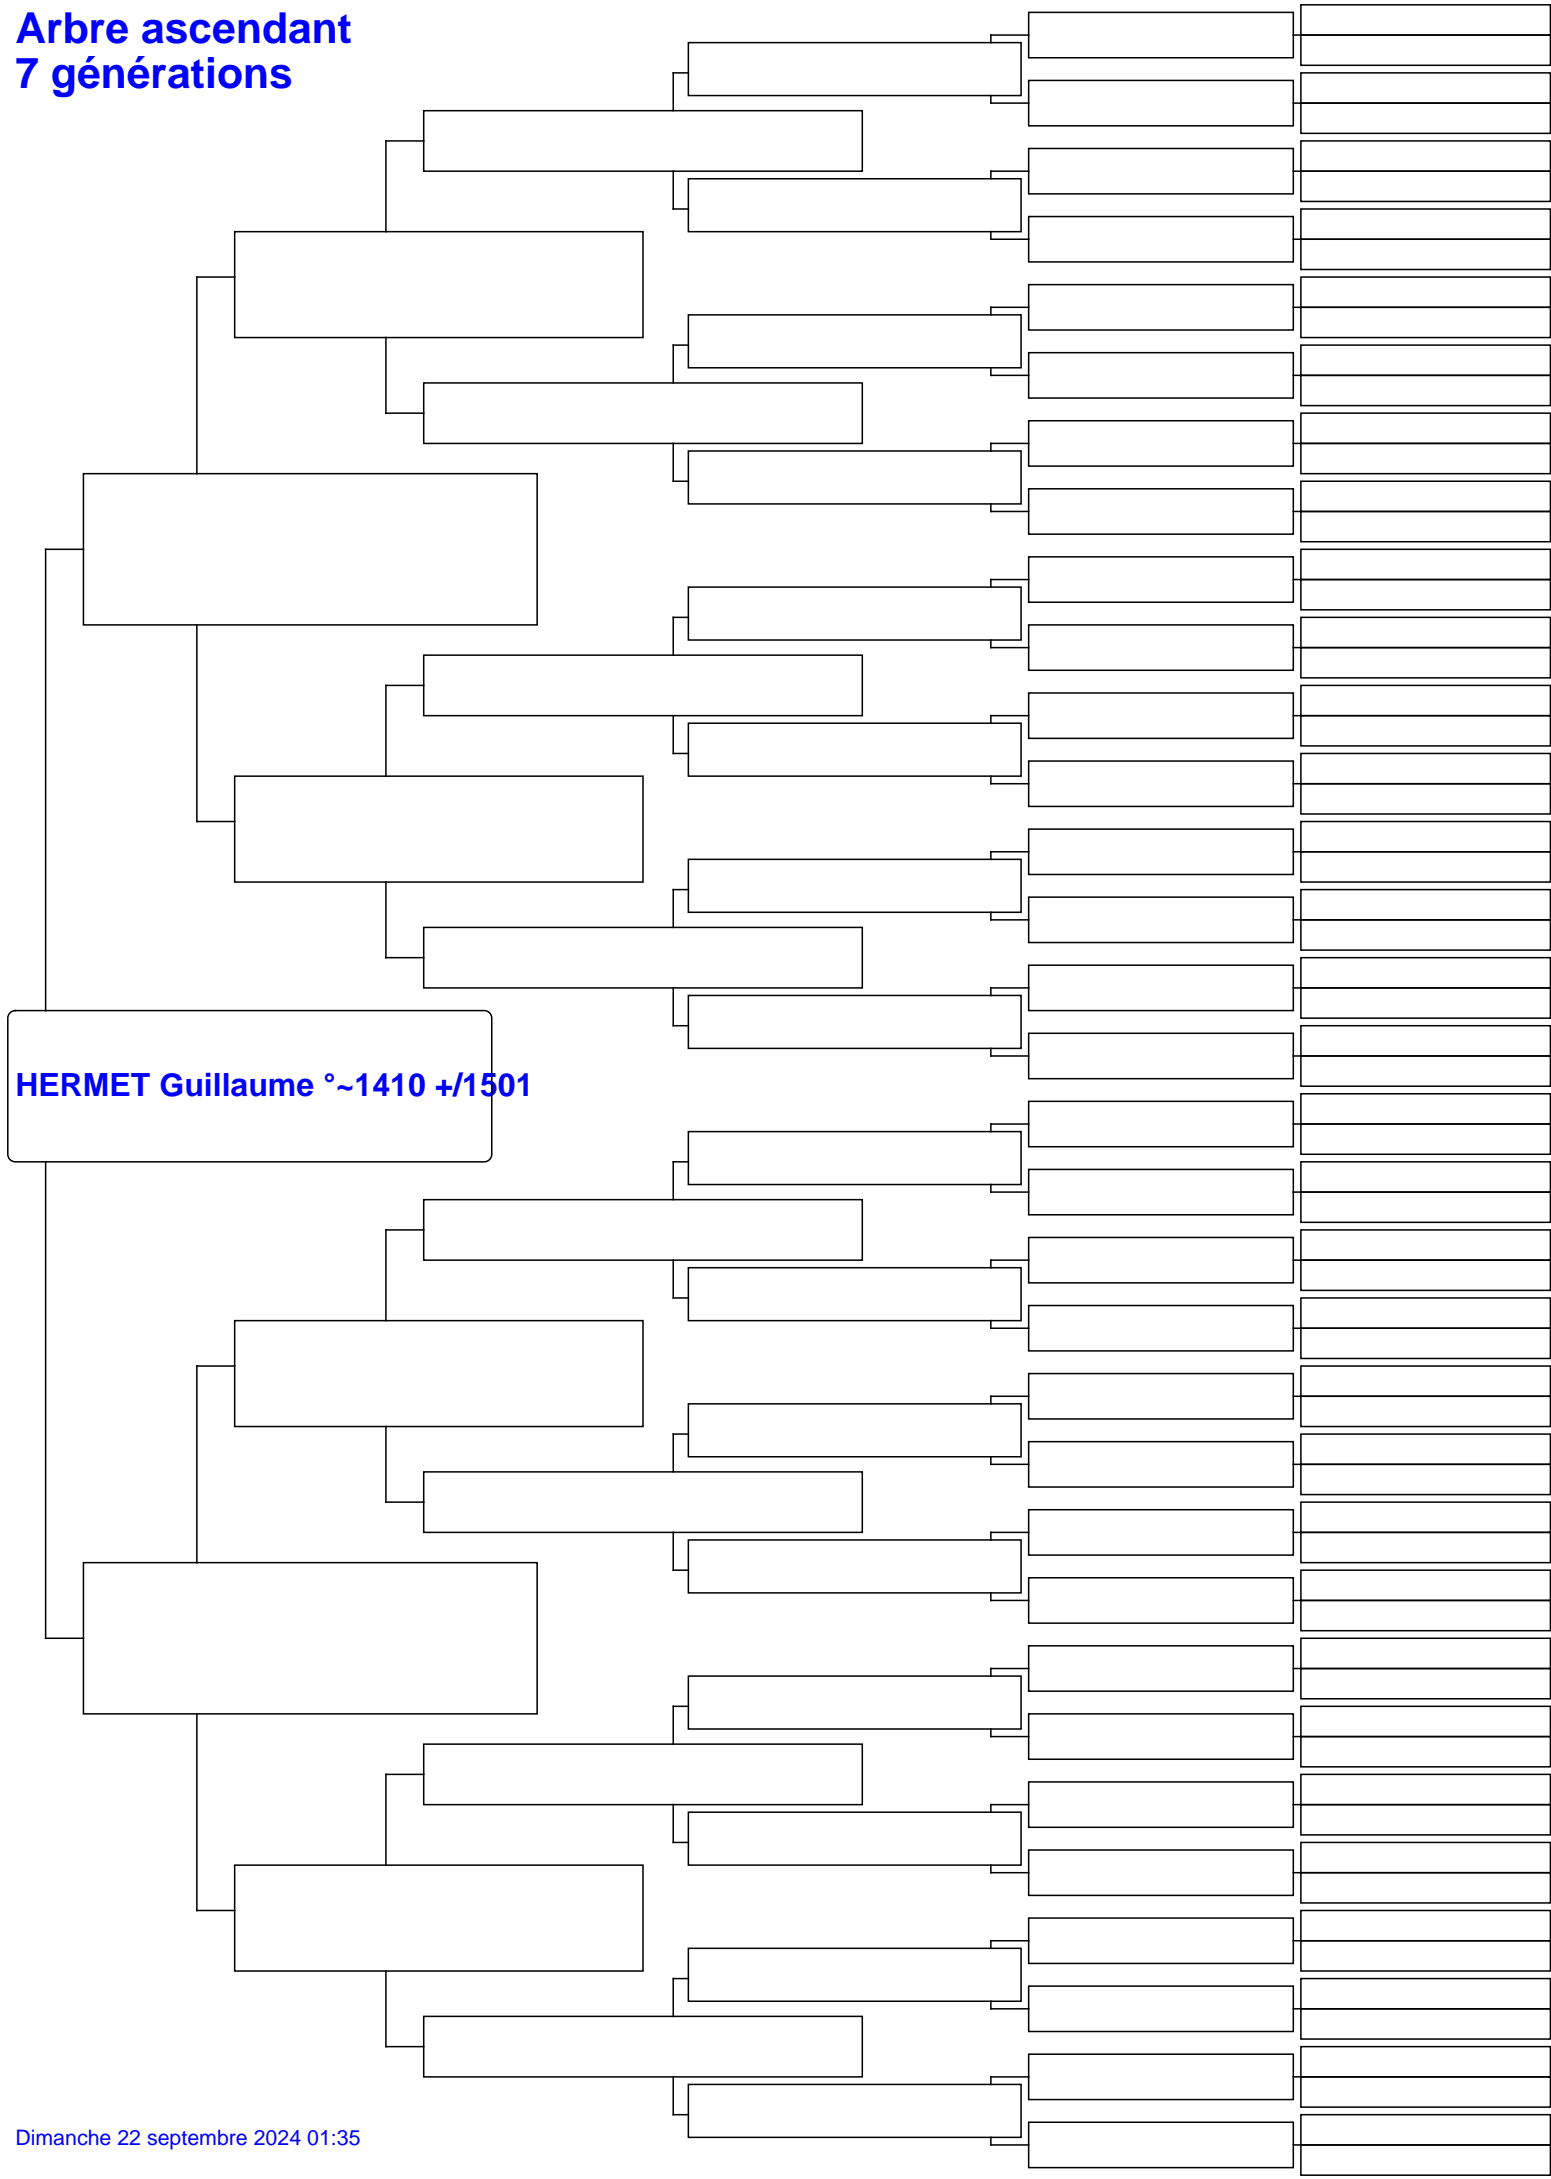 Arbre ascendant
7 générations
HERMET Guillaume °~1410 +/1501
Dimanche 22 septembre 2024 01:35